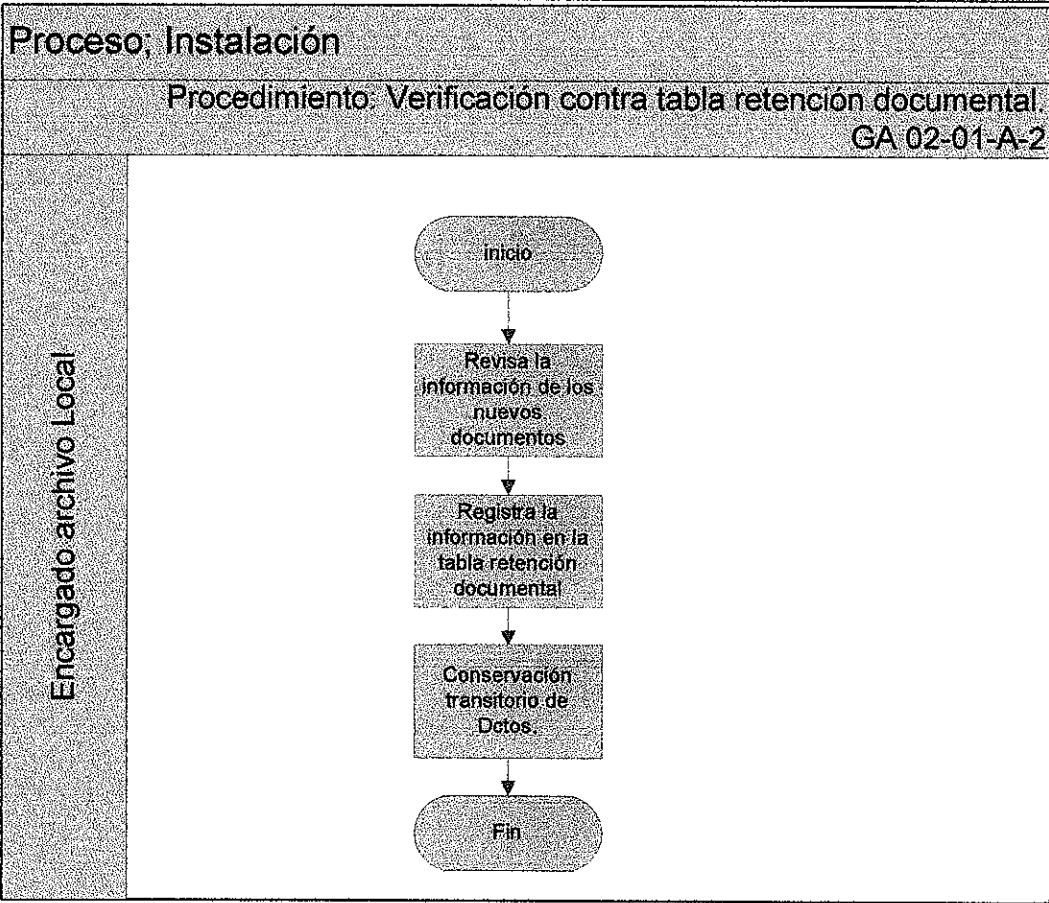 Proceso; Instalación
Procedimiento: Verificación contra tabla retención documental.
GA 02-01-A-2
Encargado archivo Local
inicio
Revisa la
información de los
nuevos
documentos
Registra la
información en la
tabla retención
documental
Conservación
transitorio de
Dctos.
Fin